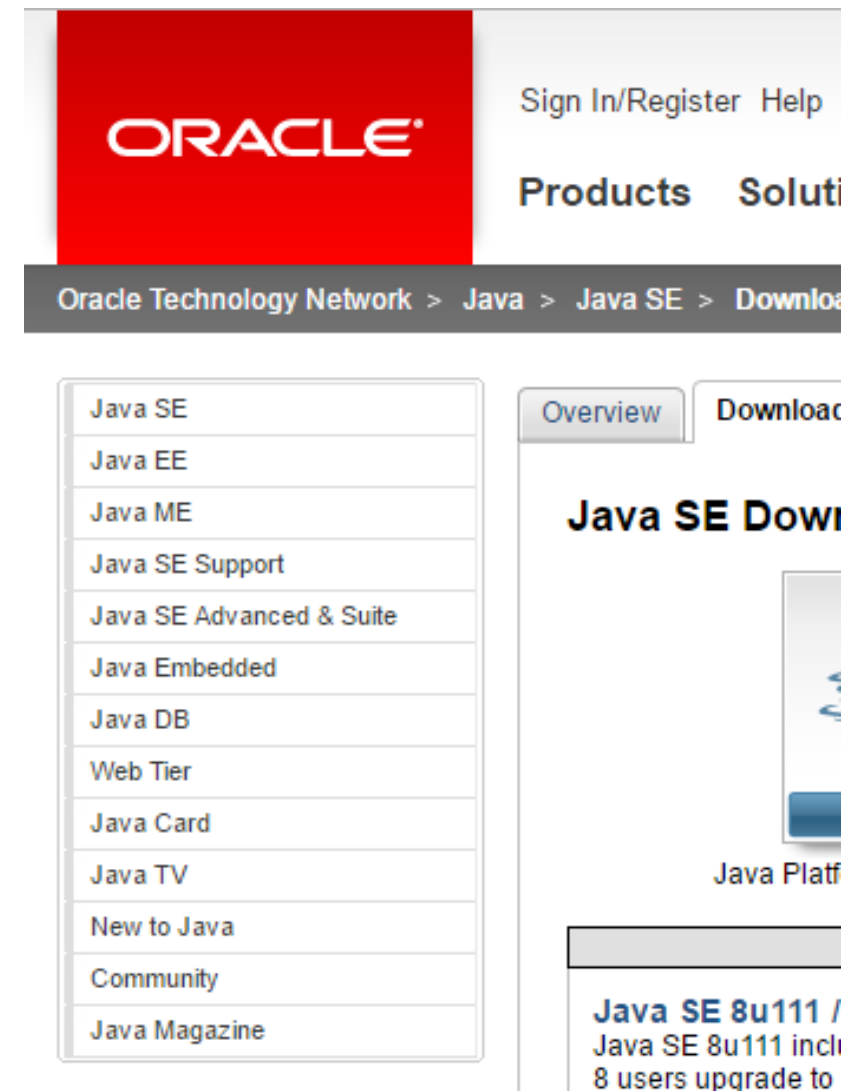 ORACLE
Sign In/Register Help
Products
Oracle Technology Network > Java > Java SE >
Java SE
Java EE
Java ME
Java SE Support
Java SE Advanced & Suite
Java Embedded
Java DB
Web Tier
Java Card
Java TV
New to Java
Community
Java Magazine
Overview
Java SE
Java
Java SE 8u111 /
Java SE 8u111
8 users upgrade to